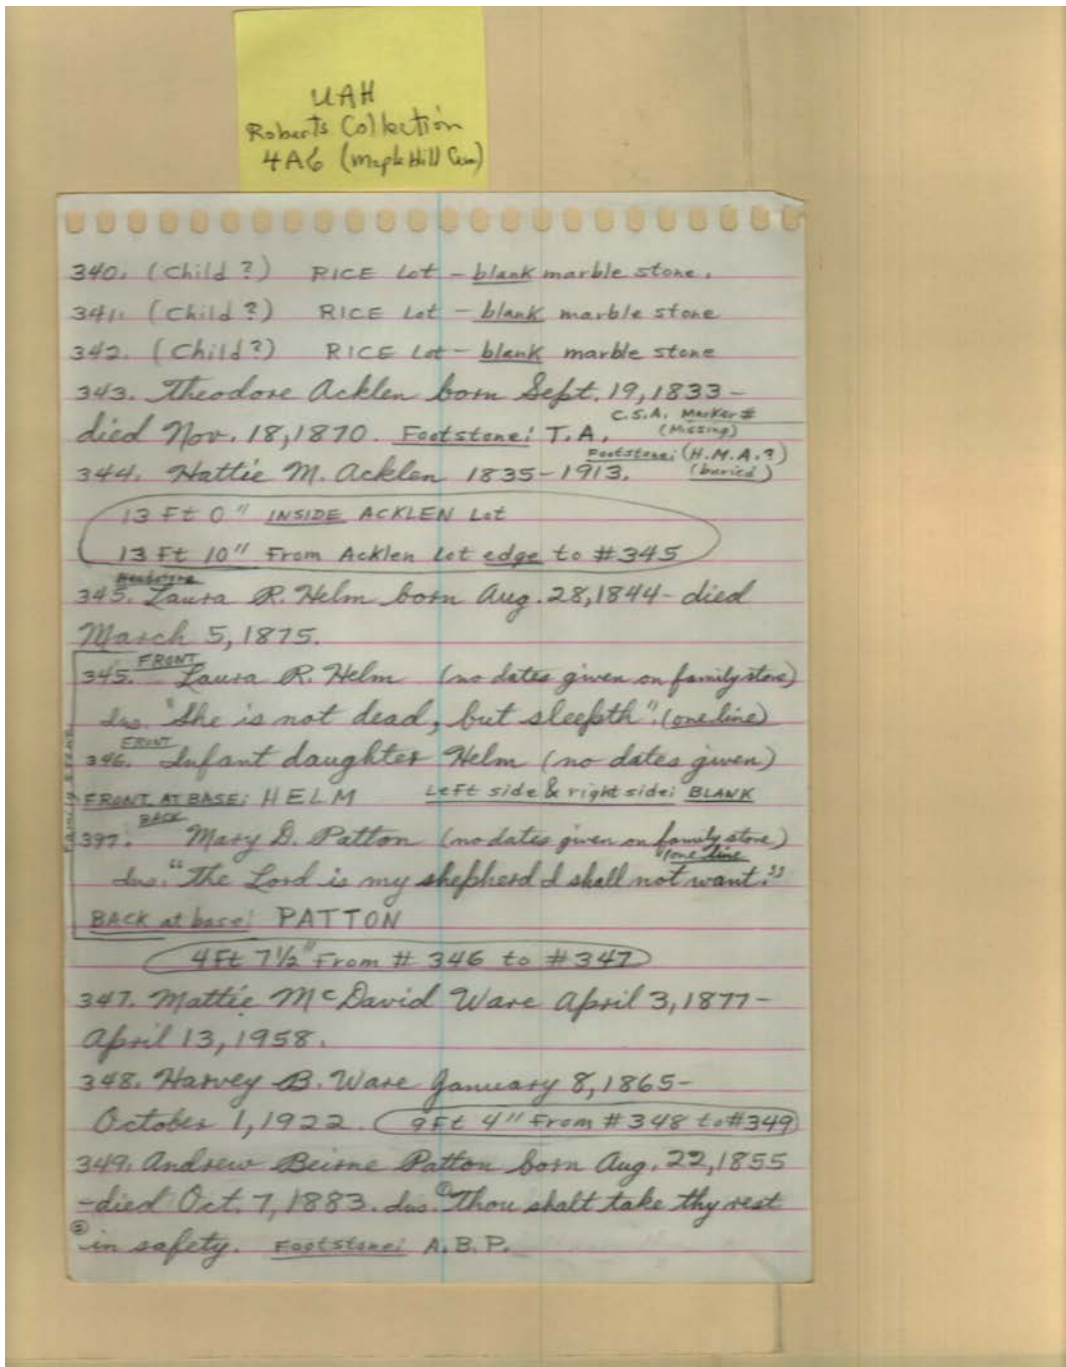 UAH
Roberts Collection
4A6 (Maple Hill Cem)
340. (Child?) RICE Lot - blank marble stone.
341. (Child?) RICE Lot - blank marble stone
342. (Child?) RICE Lot - blank marble stone
343. Theodore Acklen born Sept. 19, 1833 -
C.S.A. Marker #
(Missing)
died Nov. 18, 1870. Footstone: T.A.
Footstone: (H.M.A.?)
(buried)
344. Hattie M. Acklen 1835-1913.
13 Ft 0" INSIDE ACKLEN Lot
13 Ft 10" From Acklen Lot edge to #345
Headstone
345. Laura R. Helm born Aug. 28, 1844 - died
March 5, 1875.
FRONT
345. Laura R. Helm (no dates given on family stone)
Ins. "She is not dead, but sleepth". (one line)
FRONT
346. Infant daughter Helm (no dates given)
FRONT AT BASE: HELM Left side & right side: BLANK
BACK
397. Mary D. Patton (no dates given on family stone)
(one line
Ins. "The Lord is my shepherd I shall not want."
BACK at base: PATTON
Family Stone
4 Ft 7½" From # 346 to #347
347. Mattie McDavid Ware April 3, 1877 -
April 13, 1958.
348. Harvey B. Ware January 8, 1865 -
October 1, 1922. 9 Ft 4" From #348 to #349
349. Andrew Beirne Patton born Aug. 22, 1855
- died Oct. 7, 1883. Ins. ① "Thou shalt take thy rest
② in safety. Footstone: A.B.P.